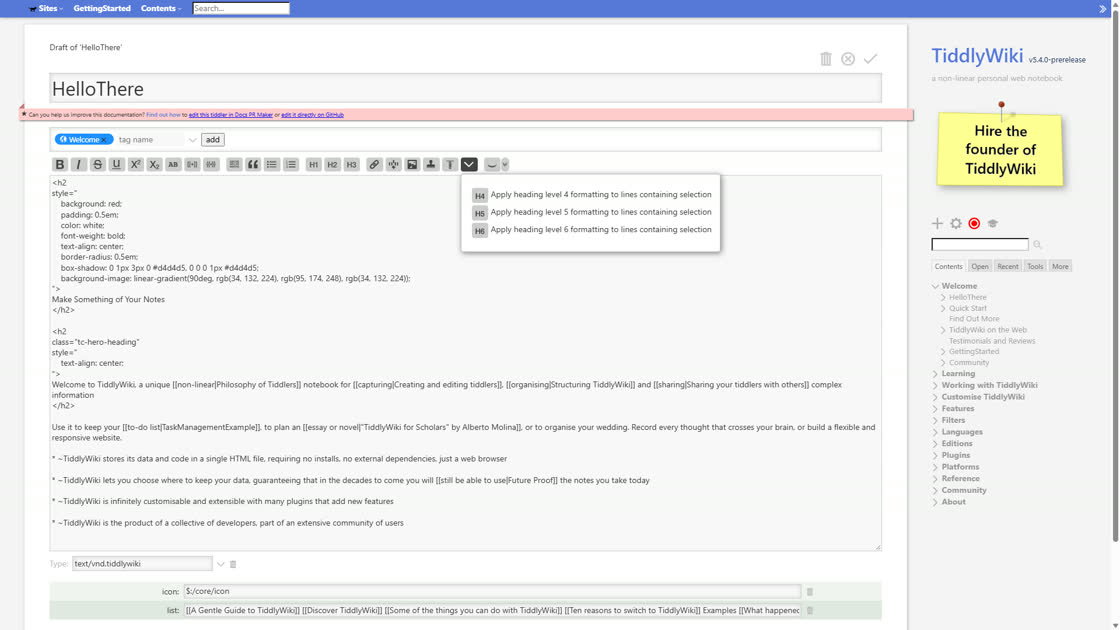 Sites
GettingStarted
Contents
Search...
Draft of 'HelloThere'
HelloThere
Can you help us improve this documentation? Find out how to edit this tiddler in Docs PR Maker or edit it directly on GitHub
Welcome × tag name add
B I S U X² X₂ AB
H1 H2 H3
H4 Apply heading level 4 formatting to lines containing selection
H5 Apply heading level 5 formatting to lines containing selection
H6 Apply heading level 6 formatting to lines containing selection
<h2
style="
background: red;
padding: 0.5em;
color: white;
font-weight: bold;
text-align: center;
border-radius: 0.5em;
box-shadow: 0 1px 3px 0 #d4d4d5, 0 0 0 1px #d4d4d5;
background-image: linear-gradient(90deg, rgb(34, 132, 224), rgb(95, 174, 248), rgb(34, 132, 224));
">
Make Something of Your Notes
</h2>
<h2
class="tc-hero-heading"
style="
text-align: center;
">
Welcome to TiddlyWiki, a unique [[non-linear|Philosophy of Tiddlers]] notebook for [[capturing|Creating and editing tiddlers]], [[organising|Structuring TiddlyWiki]] and [[sharing|Sharing your tiddlers with others]] complex
information
</h2>
Use it to keep your [[to-do list|TaskManagementExample]], to plan an [[essay or novel|"TiddlyWiki for Scholars" by Alberto Molina]], or to organise your wedding. Record every thought that crosses your brain, or build a flexible and
responsive website.
* ~TiddlyWiki stores its data and code in a single HTML file, requiring no installs, no external dependencies, just a web browser
* ~TiddlyWiki lets you choose where to keep your data, guaranteeing that in the decades to come you will [[still be able to use|Future Proof]] the notes you take today
* ~TiddlyWiki is infinitely customisable and extensible with many plugins that add new features
* ~TiddlyWiki is the product of a collective of developers, part of an extensive community of users
Type: text/vnd.tiddlywiki
icon: $:/core/icon
list: [[A Gentle Guide to TiddlyWiki]] [[Discover TiddlyWiki]] [[Some of the things you can do with TiddlyWiki]] [[Ten reasons to switch to TiddlyWiki]] Examples [[What happened
TiddlyWiki v5.4.0-prerelease
a non-linear personal web notebook
Hire the
founder of
TiddlyWiki
Contents Open Recent Tools More
Welcome
HelloThere
Quick Start
Find Out More
TiddlyWiki on the Web
Testimonials and Reviews
GettingStarted
Community
Learning
Working with TiddlyWiki
Customise TiddlyWiki
Features
Filters
Languages
Editions
Plugins
Platforms
Reference
Community
About